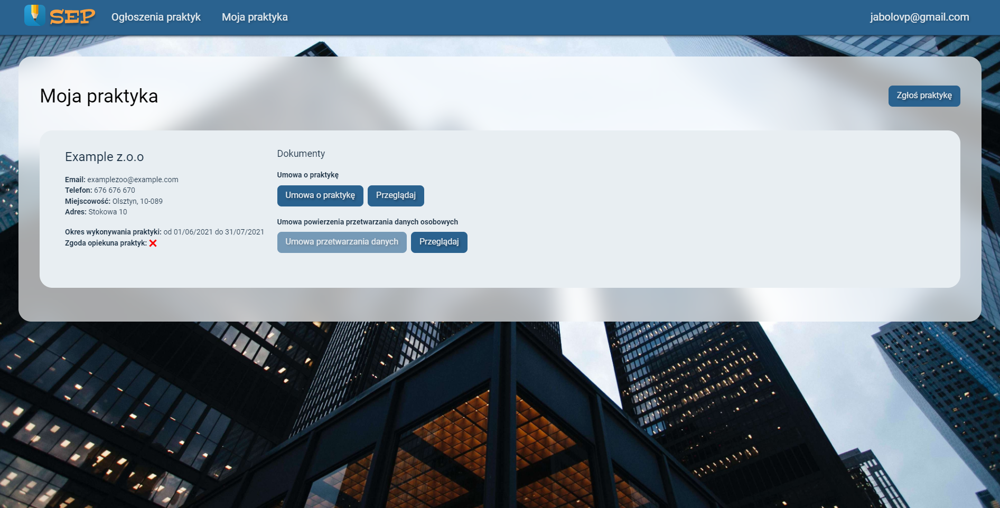 SEP Ogłoszenia praktyk Moja praktyka jabolovp@gmail.com
Moja praktyka
Zgłoś praktykę
Example z.o.o
Email: examplezoo@example.com
Telefon: 676 676 670
Miejscowość: Olsztyn, 10-089
Adres: Stokowa 10
Okres wykonywania praktyki: od 01/06/2021 do 31/07/2021
Zgoda opiekuna praktyk:
Dokumenty
Umowa o praktykę
Umowa o praktykę Przeglądaj
Umowa powierzenia przetwarzania danych osobowych
Umowa przetwarzania danych Przeglądaj